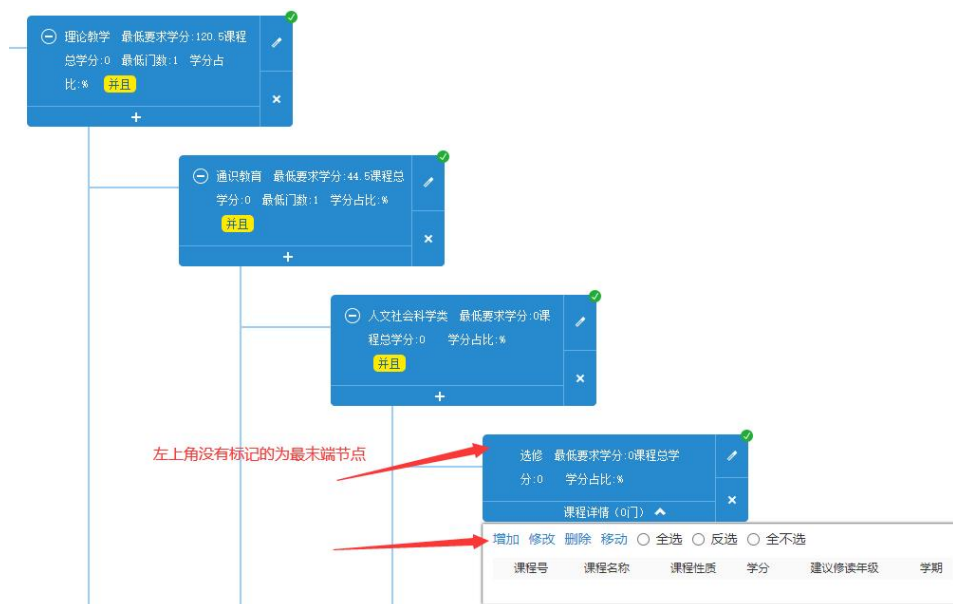 理论教学 最低要求学分:120.5课程
总学分:0 最低门数:1 学分占
比:% 并且
通识教育 最低要求学分:44.5课程总
学分:0 最低门数:1 学分占比:%
并且
人文社会科学类 最低要求学分:0课
程总学分:0 学分占比:%
并且
左上角没有标记的为最末端节点
选修 最低要求学分:0课程总学
分:0 学分占比:%
课程详情（0门）
增加 修改 删除 移动 全选 反选 全不选
课程号 课程名称 课程性质 学分 建议修读年级 学期